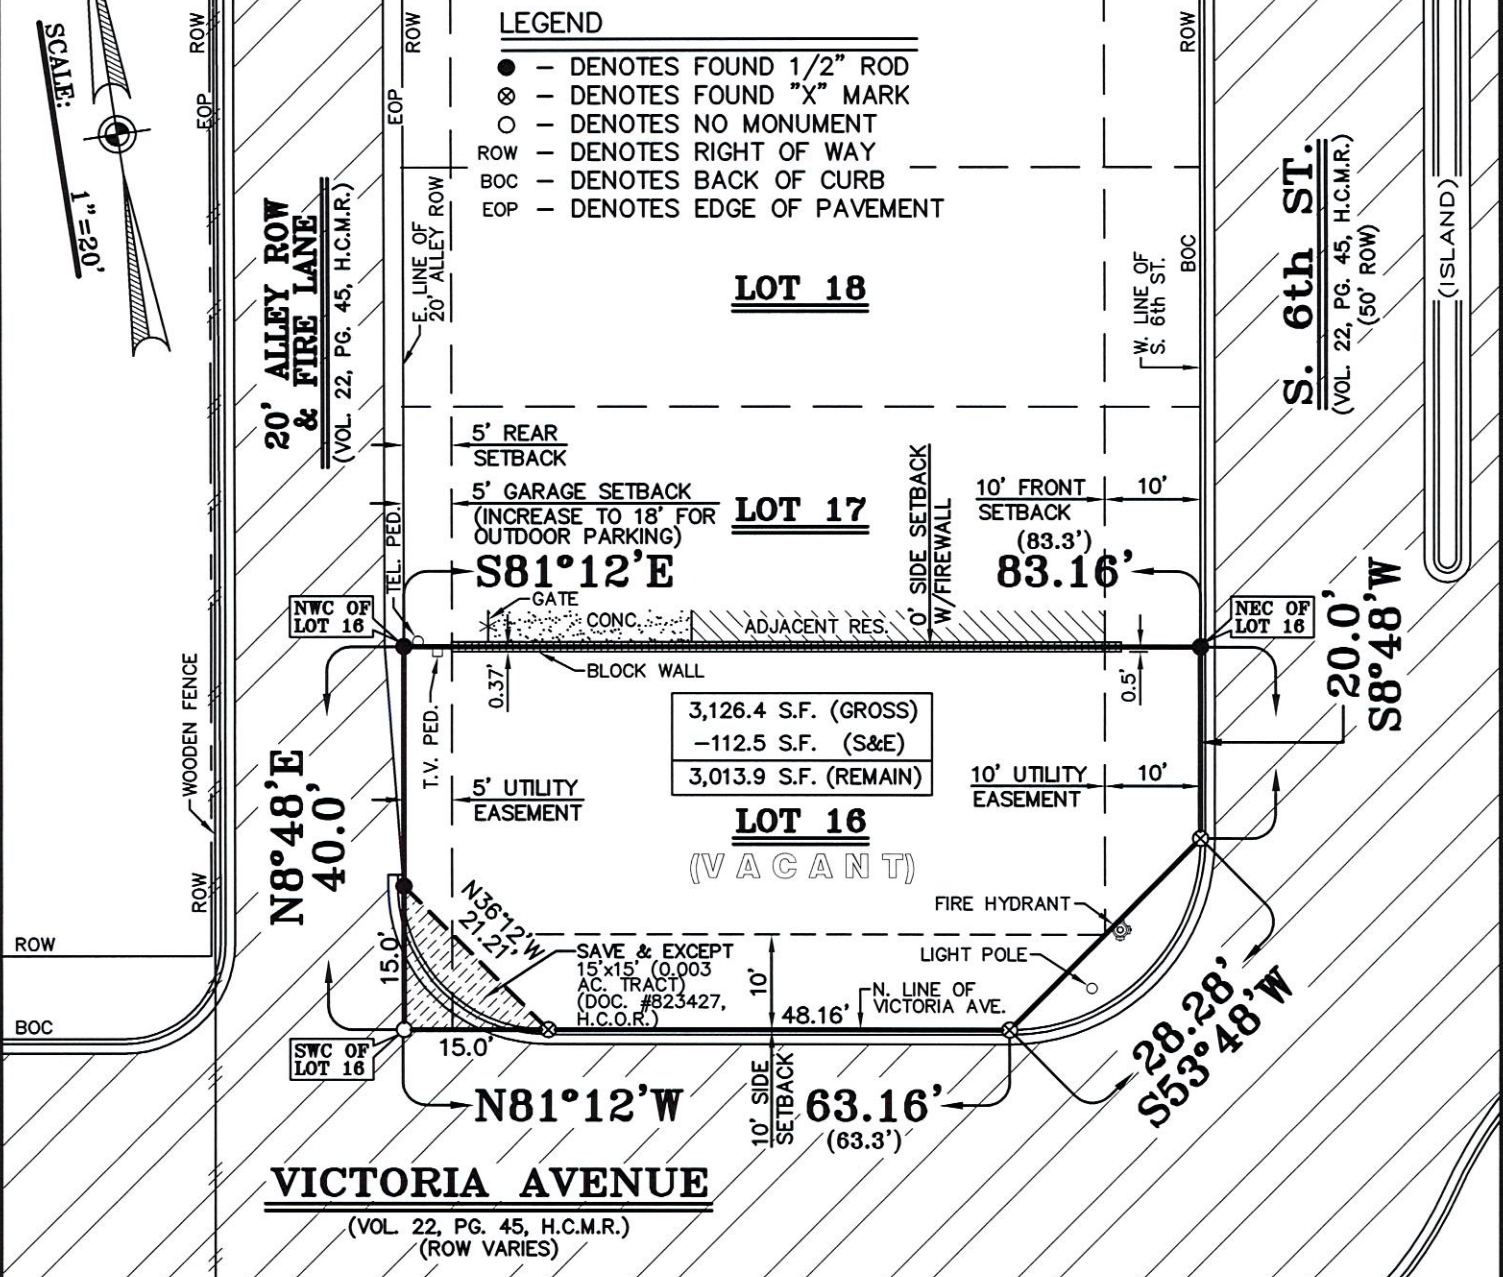 SCALE:
1"=20'
ROW
EOP
ROW
EOP
LEGEND
● – DENOTES FOUND 1/2" ROD
⊗ – DENOTES FOUND "X" MARK
○ – DENOTES NO MONUMENT
ROW – DENOTES RIGHT OF WAY
BOC – DENOTES BACK OF CURB
EOP – DENOTES EDGE OF PAVEMENT
ROW
BOC
20' ALLEY ROW
& FIRE LANE
(VOL. 22, PG. 45, H.C.M.R.)
E. LINE OF
20' ALLEY ROW
LOT 18
W. LINE OF
S. 6th ST.
S. 6th ST.
(VOL. 22, PG. 45, H.C.M.R.)
(50' ROW)
(ISLAND)
5' REAR
SETBACK
5' GARAGE SETBACK
(INCREASE TO 18' FOR
OUTDOOR PARKING)
LOT 17
0' SIDE SETBACK
W/FIREWALL
10' FRONT
SETBACK
10'
(83.3')
S81°12'E
83.16'
TEL. PED.
NWC OF
LOT 16
GATE
CONC.
ADJACENT RES.
NEC OF
LOT 16
20.0'
S8°48'W
BLOCK WALL
0.37'
0.5'
T.V. PED.
WOODEN FENCE
3,126.4 S.F. (GROSS)
-112.5 S.F. (S&E)
3,013.9 S.F. (REMAIN)
N8°48'E
40.0'
5' UTILITY
EASEMENT
10' UTILITY
EASEMENT
10'
LOT 16
(VACANT)
ROW
ROW
BOC
N36°12'W
21.21'
15.0'
SAVE & EXCEPT
15'x15' (0.003
AC. TRACT)
(DOC. #823427,
H.C.O.R.)
10'
FIRE HYDRANT
LIGHT POLE
N. LINE OF
VICTORIA AVE.
48.16'
15.0'
SWC OF
LOT 16
28.28'
S53°48'W
N81°12'W
10' SIDE
SETBACK
63.16'
(63.3')
VICTORIA AVENUE
(VOL. 22, PG. 45, H.C.M.R.)
(ROW VARIES)